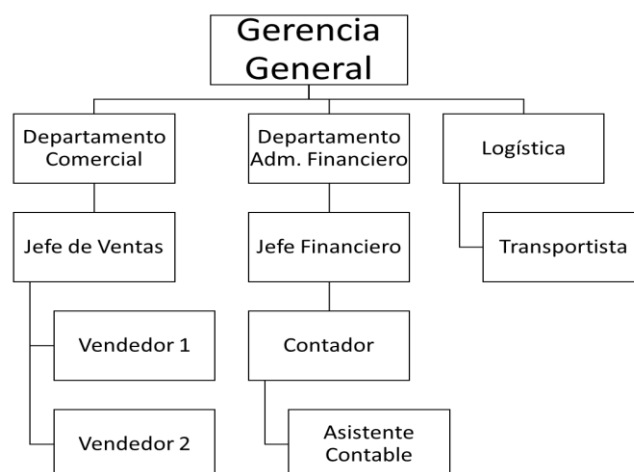 Gerencia
General
Departamento
Comercial
Departamento
Adm. Financiero
Logística
Jefe de Ventas
Jefe Financiero
Transportista
Vendedor 1
Contador
Vendedor 2
Asistente
Contable